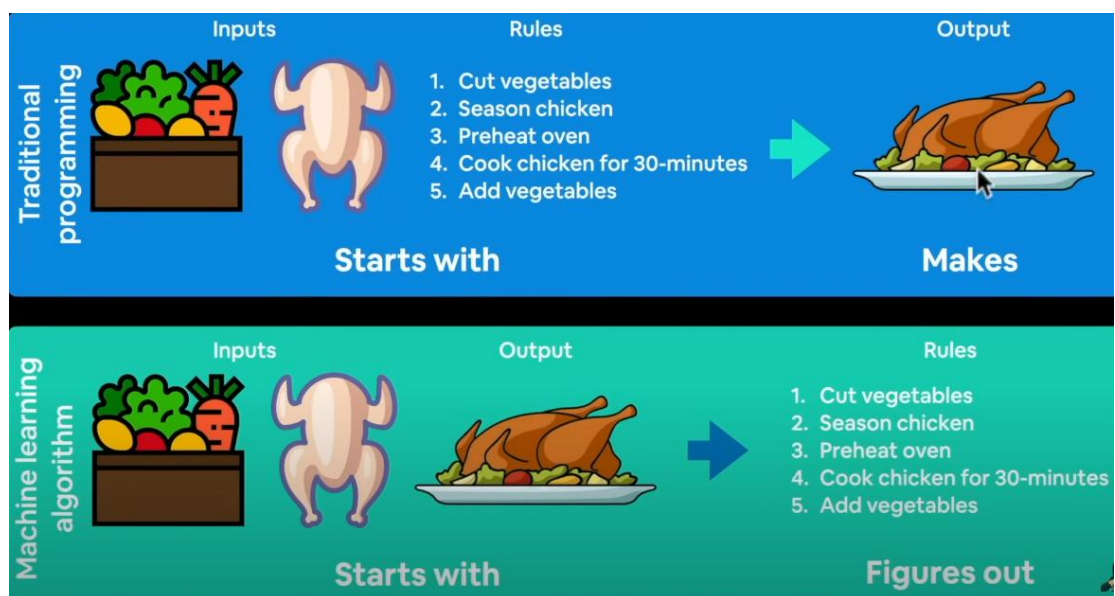 Traditional
programming
Inputs
Rules
Output
1. Cut vegetables
2. Season chicken
3. Preheat oven
4. Cook chicken for 30-minutes
5. Add vegetables
Starts with
Makes
Machine learning
algorithm
Inputs
Output
Rules
1. Cut vegetables
2. Season chicken
3. Preheat oven
4. Cook chicken for 30-minutes
5. Add vegetables
Starts with
Figures out